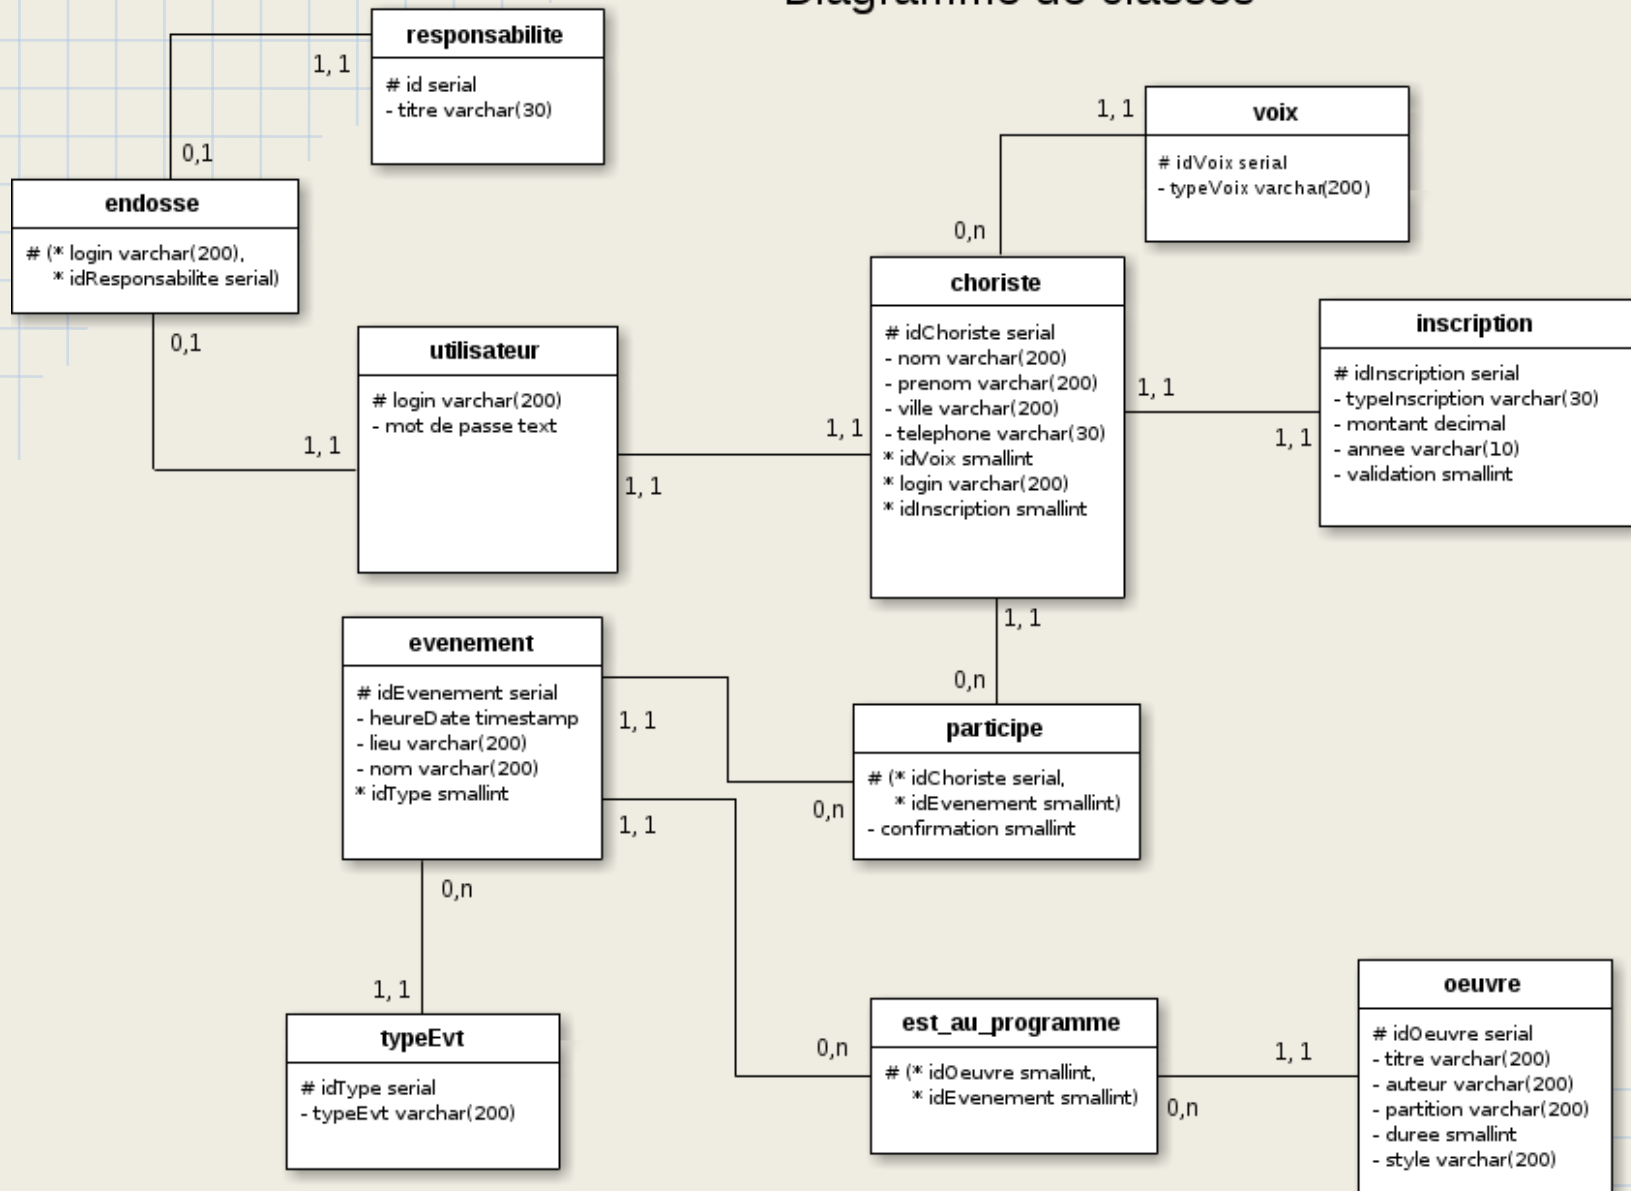 Diagramme de classes
responsabilite
# id serial
- titre varchar(30)
1, 1
0,1
endosse
# (* login varchar(200),
* idResponsabilite serial)
0,1
1, 1
utilisateur
# login varchar(200)
- mot de passe text
1, 1
1, 1
voix
# idVoix serial
- typeVoix varchar(200)
1, 1
0,n
choriste
# idChoriste serial
- nom varchar(200)
- prenom varchar(200)
- ville varchar(200)
- telephone varchar(30)
* idVoix smallint
* login varchar(200)
* idInscription smallint
1, 1
1, 1
inscription
# idInscription serial
- typeInscription varchar(30)
- montant decimal
- annee varchar(10)
- validation smallint
1, 1
0,n
evenement
# idEvenement serial
- heureDate timestamp
- lieu varchar(200)
- nom varchar(200)
* idType smallint
1, 1
0,n
1, 1
participe
# (* idChoriste serial,
* idEvenement smallint)
- confirmation smallint
0,n
1, 1
typeEvt
# idType serial
- typeEvt varchar(200)
0,n
est_au_programme
# (* idOeuvre smallint,
* idEvenement smallint)
1, 1
0,n
oeuvre
# idOeuvre serial
- titre varchar(200)
- auteur varchar(200)
- partition varchar(200)
- duree smallint
- style varchar(200)